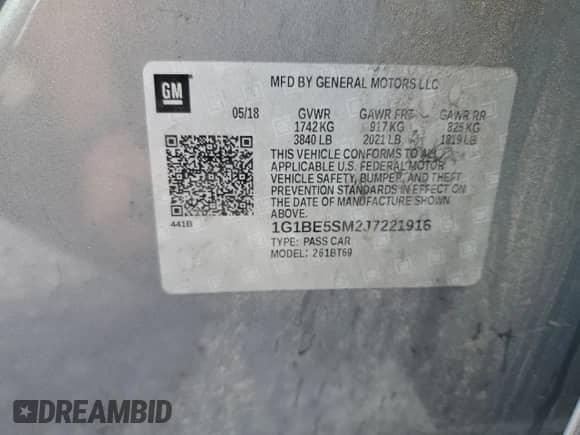 GM
MFD BY GENERAL MOTORS LLC
05/18 GVWR GAWR FRT GAWR RR
1742 KG 917 KG 825 KG
3840 LB 2021 LB 1819 LB
THIS VEHICLE CONFORMS TO ALL
APPLICABLE U.S. FEDERAL MOTOR
VEHICLE SAFETY, BUMPER, AND THEFT
PREVENTION STANDARDS IN EFFECT ON
THE DATE OF MANUFACTURE SHOWN
ABOVE.
441B
1G1BE5SM2J7221916
TYPE: PASS CAR
MODEL: 261BT69
DREAMBID